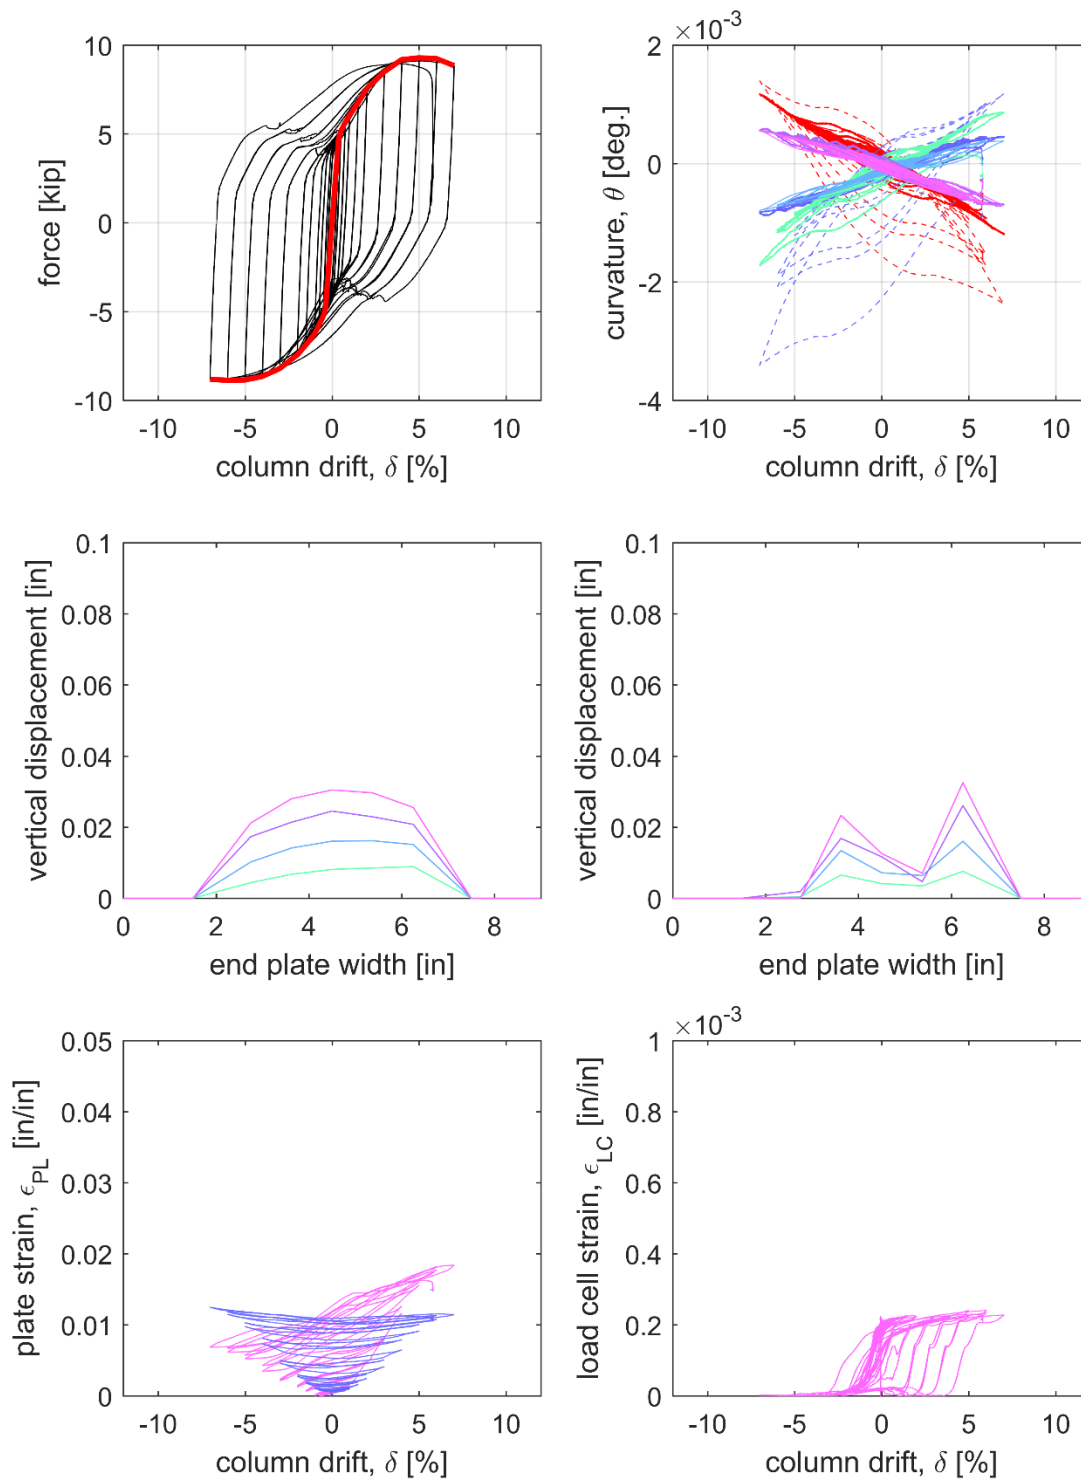 10
5
0
-5
-10
force [kip]
-10 -5 0 5 10
column drift, δ [%]
×10⁻³
2
0
-2
-4
curvature, θ [deg.]
-10 -5 0 5 10
column drift, δ [%]
0.1
0.08
0.06
0.04
0.02
0
vertical displacement [in]
0 2 4 6 8
end plate width [in]
0.1
0.08
0.06
0.04
0.02
0
vertical displacement [in]
0 2 4 6 8
end plate width [in]
0.05
0.04
0.03
0.02
0.01
0
plate strain, ϵ_PL [in/in]
-10 -5 0 5 10
column drift, δ [%]
×10⁻³
1
0.8
0.6
0.4
0.2
0
load cell strain, ϵ_LC [in/in]
-10 -5 0 5 10
column drift, δ [%]